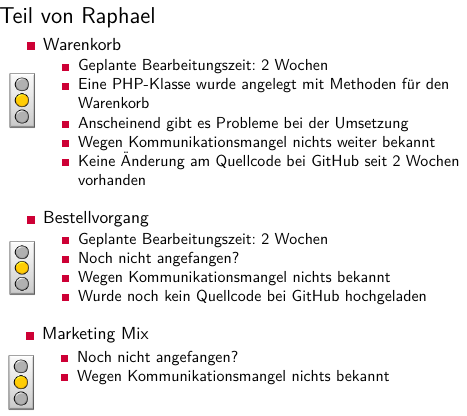 Teil von Raphael
Warenkorb
Geplante Bearbeitungszeit: 2 Wochen
Eine PHP-Klasse wurde angelegt mit Methoden für den
Warenkorb
Anscheinend gibt es Probleme bei der Umsetzung
Wegen Kommunikationsmangel nichts weiter bekannt
Keine Änderung am Quellcode bei GitHub seit 2 Wochen
vorhanden
Bestellvorgang
Geplante Bearbeitungszeit: 2 Wochen
Noch nicht angefangen?
Wegen Kommunikationsmangel nichts bekannt
Wurde noch kein Quellcode bei GitHub hochgeladen
Marketing Mix
Noch nicht angefangen?
Wegen Kommunikationsmangel nichts bekannt